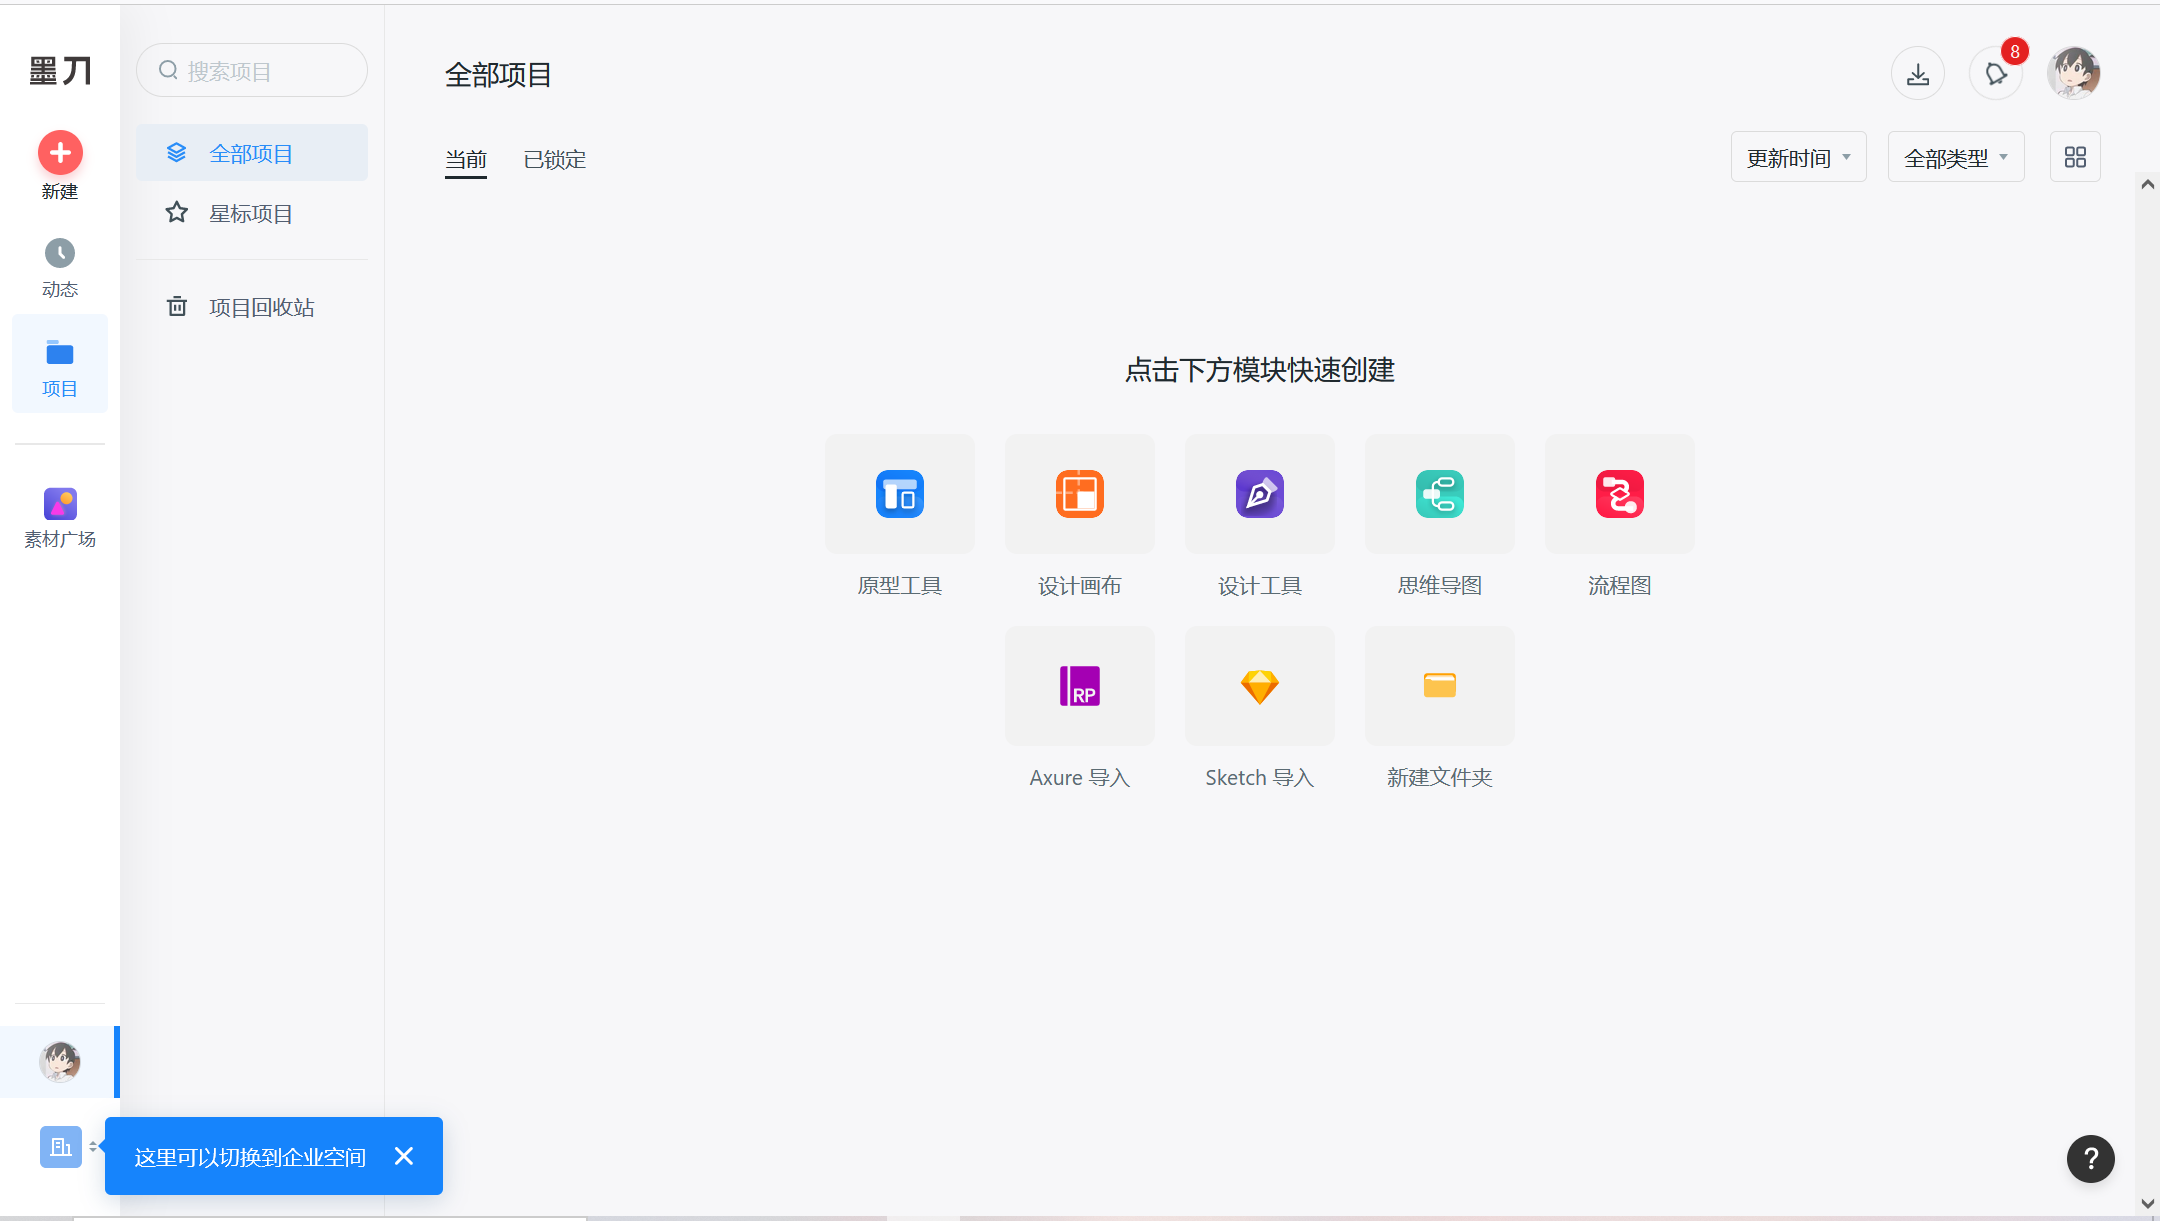 墨刀
新建
动态
项目
素材广场
搜索项目
全部项目
星标项目
项目回收站
全部项目
8
当前
已锁定
更新时间
全部类型
点击下方模块快速创建
原型工具
设计画布
设计工具
思维导图
流程图
RP
Axure 导入
Sketch 导入
新建文件夹
这里可以切换到企业空间
?